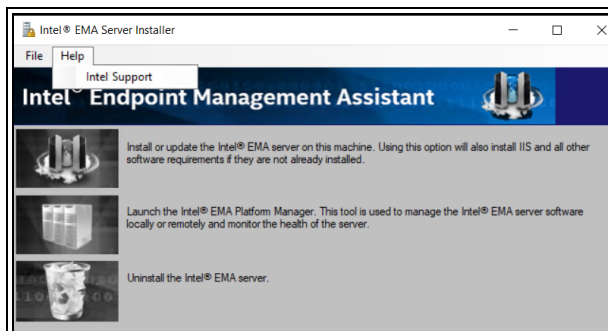 Intel® EMA Server Installer
File Help
Intel Support
Intel® Endpoint Management Assistant
Install or update the Intel® EMA server on this machine. Using this option will also install IIS and all other
software requirements if they are not already installed.
Launch the Intel® EMA Platform Manager. This tool is used to manage the Intel® EMA server software
locally or remotely and monitor the health of the server.
Uninstall the Intel® EMA server.